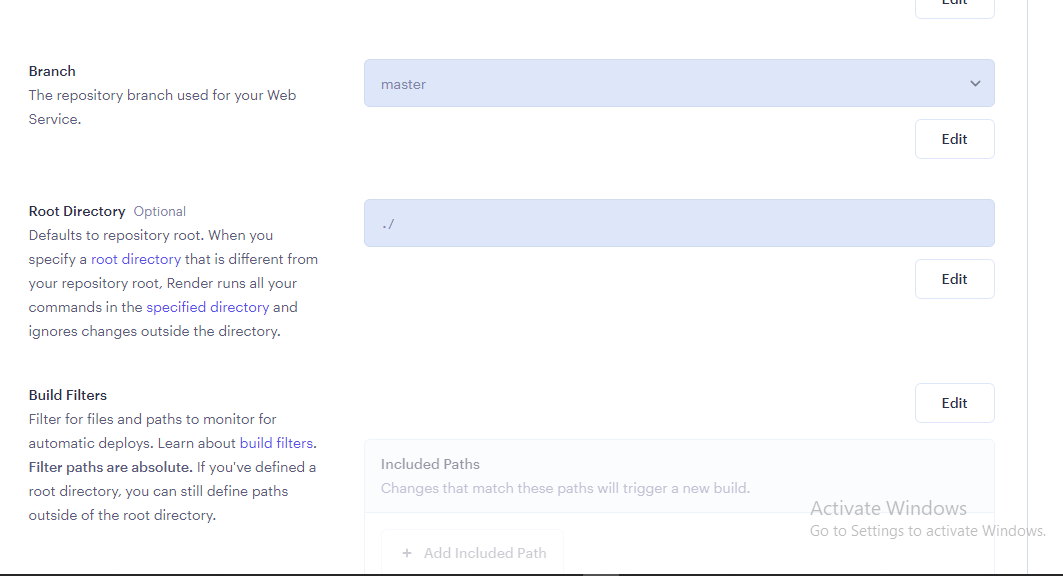 Edit
Branch
The repository branch used for your Web
Service.
master
Edit
Root Directory Optional
Defaults to repository root. When you
specify a root directory that is different from
your repository root, Render runs all your
commands in the specified directory and
ignores changes outside the directory.
./
Edit
Build Filters
Filter for files and paths to monitor for
automatic deploys. Learn about build filters.
Filter paths are absolute. If you've defined a
root directory, you can still define paths
outside of the root directory.
Edit
Included Paths
Changes that match these paths will trigger a new build.
+ Add Included Path
Activate Windows
Go to Settings to activate Windows.